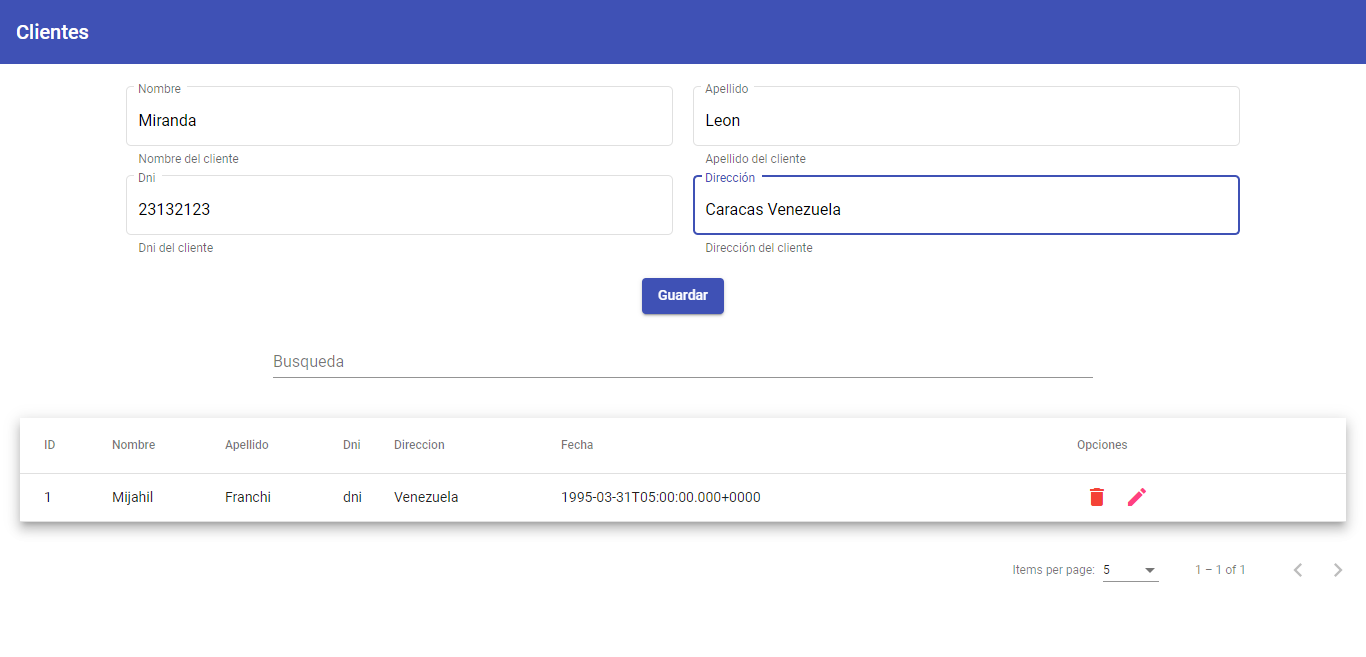 Clientes
Nombre Apellido
Miranda Leon
Nombre del cliente Apellido del cliente
Dni Dirección
23132123 Caracas Venezuela
Dni del cliente Dirección del cliente
Guardar
Busqueda
ID Nombre Apellido Dni Direccion Fecha Opciones
1 Mijahil Franchi dni Venezuela 1995-03-31T05:00:00.000+0000
Items per page: 5 1 – 1 of 1